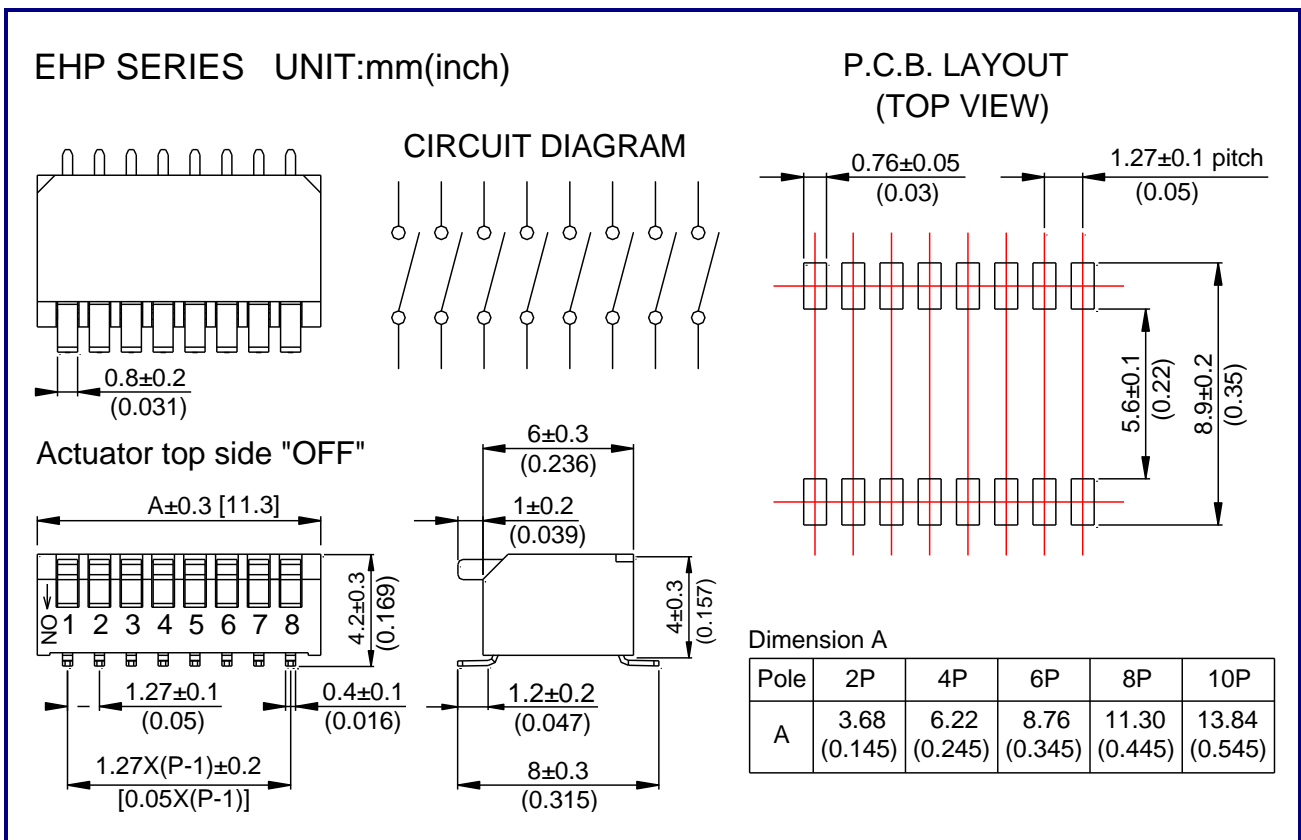 EHP SERIES UNIT:mm(inch)
CIRCUIT DIAGRAM
P.C.B. LAYOUT
(TOP VIEW)
0.76±0.05
(0.03)
1.27±0.1 pitch
(0.05)
5.6±0.1
(0.22)
8.9±0.2
(0.35)
0.8±0.2
(0.031)
Actuator top side "OFF"
A±0.3 [11.3]
ON
1 2 3 4 5 6 7 8
4.2±0.3
(0.169)
1.27±0.1
(0.05)
0.4±0.1
(0.016)
1.27X(P-1)±0.2
[0.05X(P-1)]
6±0.3
(0.236)
1±0.2
(0.039)
4±0.3
(0.157)
1.2±0.2
(0.047)
8±0.3
(0.315)
Dimension A
Pole 2P 4P 6P 8P 10P
A 3.68 6.22 8.76 11.30 13.84
(0.145) (0.245) (0.345) (0.445) (0.545)